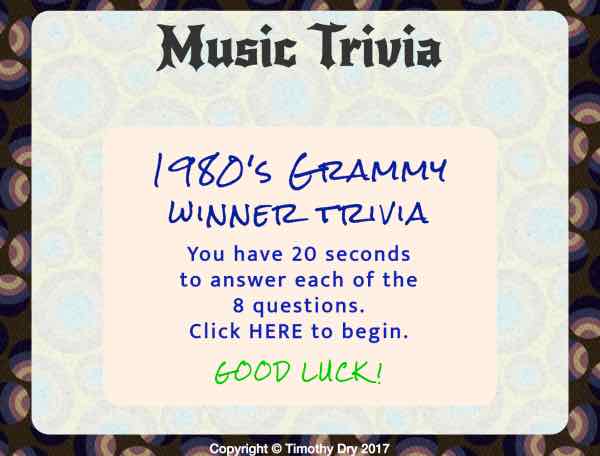 Music Trivia
1980's Grammy
winner trivia
You have 20 seconds
to answer each of the
8 questions.
Click HERE to begin.
GOOD LUCK!
Copyright © Timothy Dry 2017